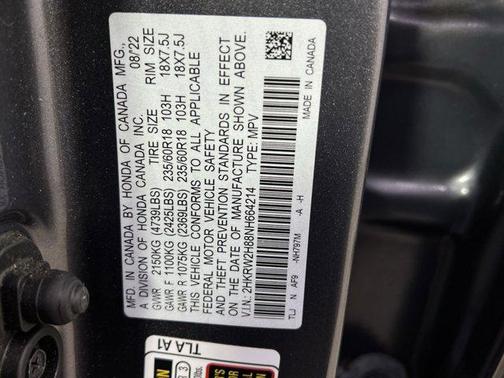 MFD. IN CANADA BY HONDA OF CANADA MFG.,
A DIVISION OF HONDA CANADA INC. 08/'22
TIRE SIZE RIM SIZE
GVWR 2150KG (4739LBS)
GAWR F 1100KG (2425LBS) 235/60R18 103H 18X7.5J
GAWR R 1075KG (2369LBS) 235/60R18 103H 18X7.5J
THIS VEHICLE CONFORMS TO ALL APPLICABLE
FEDERAL MOTOR VEHICLE SAFETY
AND THEFT PREVENTION STANDARDS IN EFFECT
ON THE DATE OF MANUFACTURE SHOWN ABOVE.
V.I.N.: 2HKRW2H88NH664214 TYPE: MPV
TLJ N AP9 -NH797M -A -H
MADE IN CANADA
TLA A1